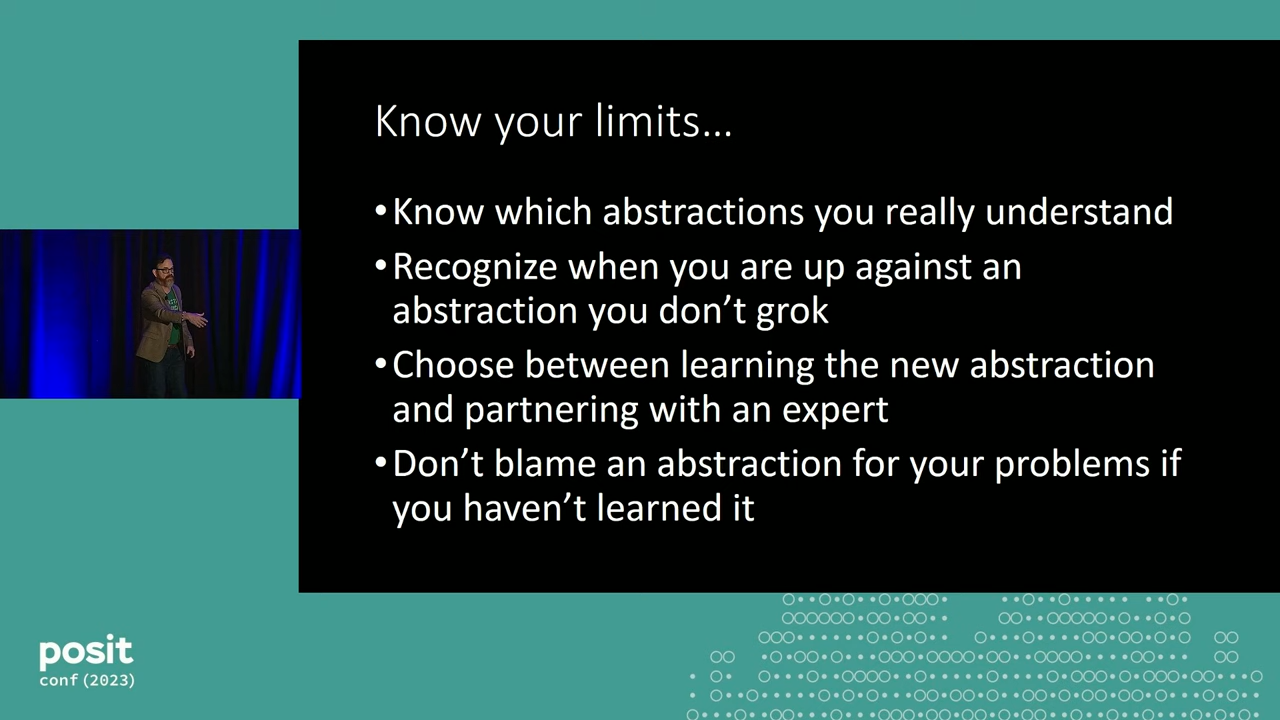 Know your limits…
•Know which abstractions you really understand
•Recognize when you are up against an
abstraction you don’t grok
•Choose between learning the new abstraction
and partnering with an expert
•Don’t blame an abstraction for your problems if
you haven’t learned it
posit
conf(2023)